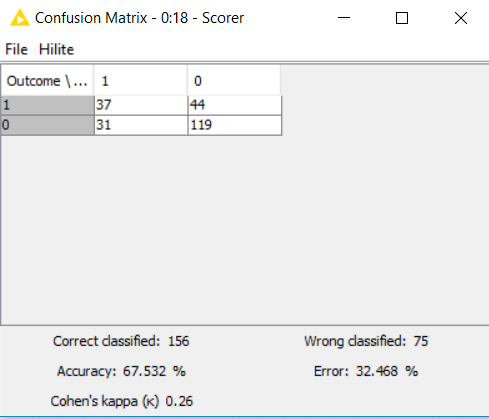 Confusion Matrix - 0:18 - Scorer
File Hilite
Outcome \ ... 1 0
1 37 44
0 31 119
Correct classified: 156 Wrong classified: 75
Accuracy: 67.532 % Error: 32.468 %
Cohen's kappa (κ) 0.26